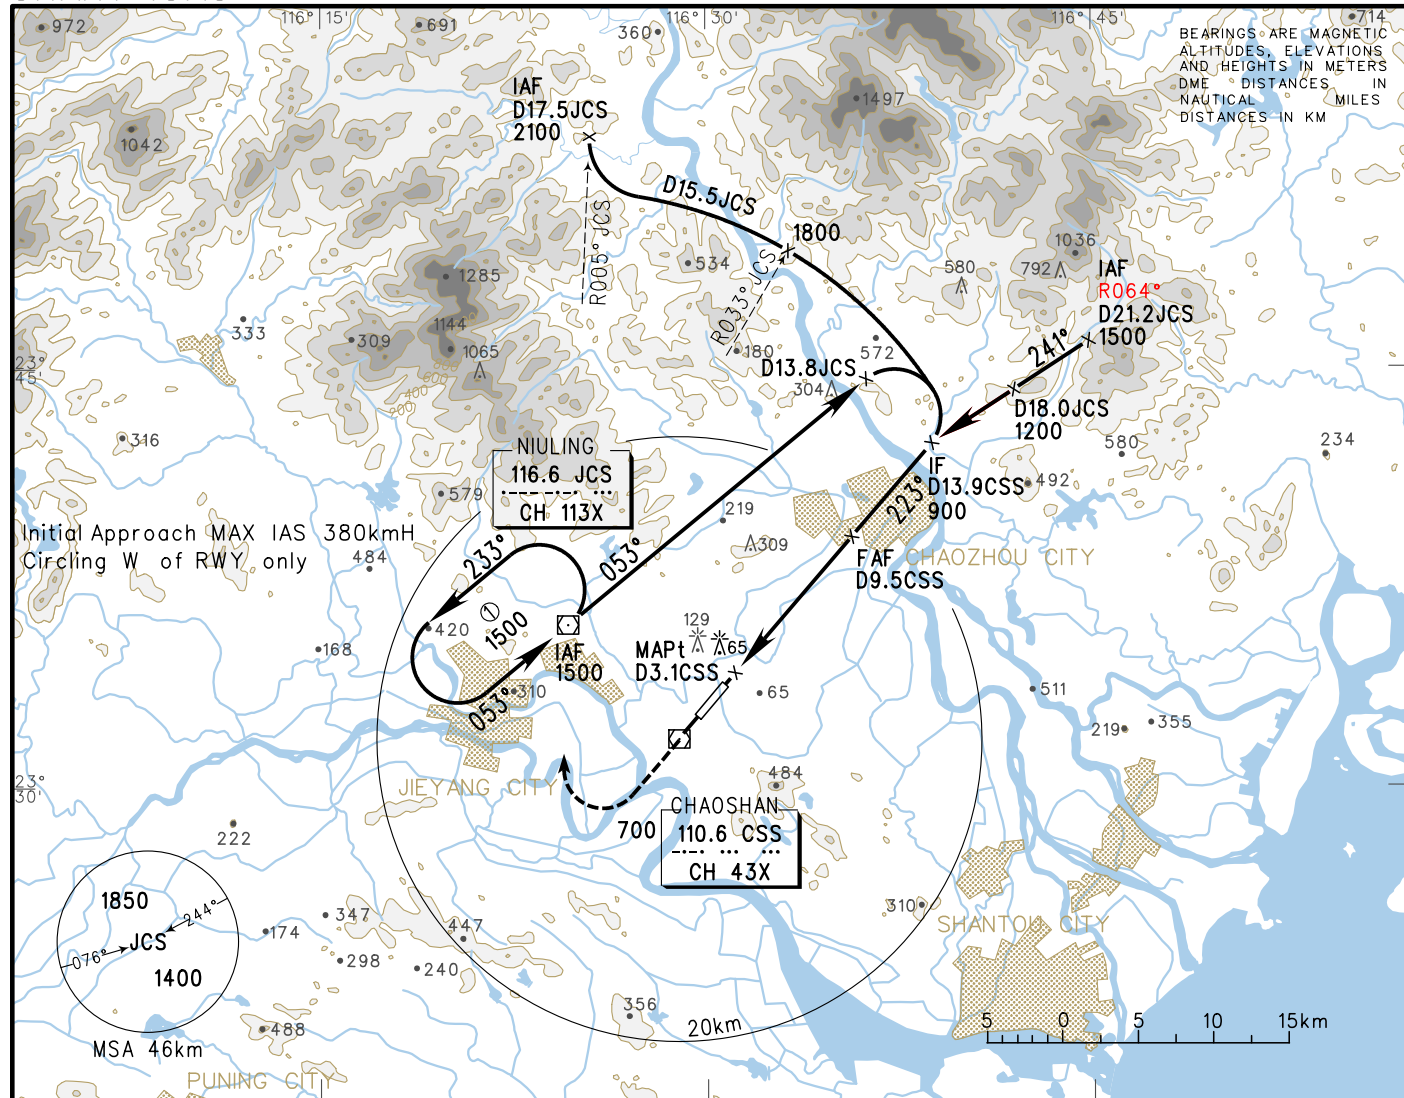 116° 15'
116° 30'
116° 45'
972
691
360
714
BEARINGS ARE MAGNETIC
ALTITUDES, ELEVATIONS
AND HEIGHTS IN METERS
DME DISTANCES IN
NAUTICAL MILES
DISTANCES IN KM
IAF
D17.5JCS
2100
1497
1042
D15.5JCS
R005° JCS
1800
534
R033° JCS
1036
792
580
IAF
R064°
D21.2JCS
1500
241°
1285
1144
1065
333
309
600
400
200
180
572
D13.8JCS
304
23°
45'
D18.0JCS
1200
316
580
234
NIULING
116.6 JCS
CH 113X
IF
D13.9CSS
900
223°
492
579
219
309
Initial Approach MAX IAS 380kmH
Circling W of RWY only
484
FAF
D9.5CSS
CHAOZHOU CITY
233°
053°
1
1500
420
168
129
65
MAPt
D3.1CSS
IAF
1500
053°
310
65
511
219
355
23°
30'
JIEYANG CITY
484
CHAOSHAN
110.6 CSS
CH 43X
700
222
1850
JCS
244°
076°
1400
MSA 46km
347
174
447
298
240
310
SHANTOU CITY
356
488
20km
5 0 5 10 15km
PUNING CITY